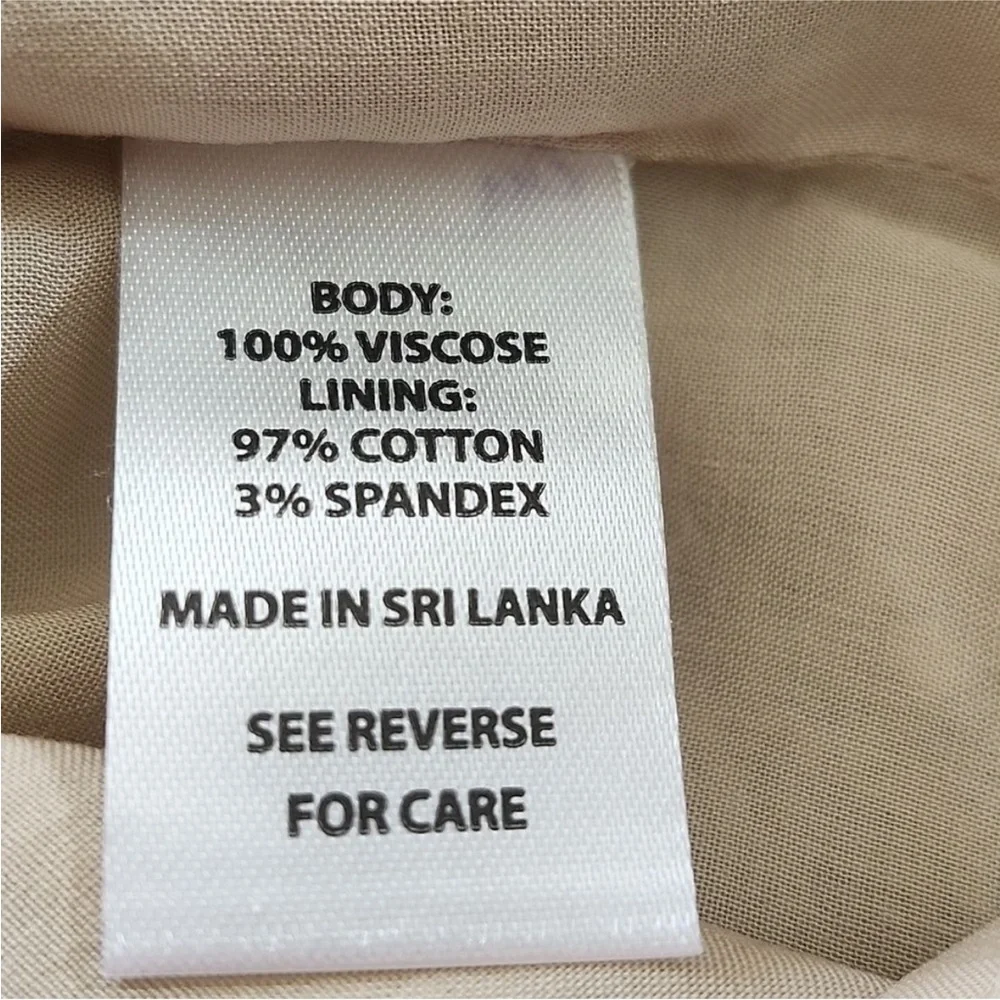 BODY:
100% VISCOSE
LINING:
97% COTTON
3% SPANDEX
MADE IN SRI LANKA
SEE REVERSE
FOR CARE